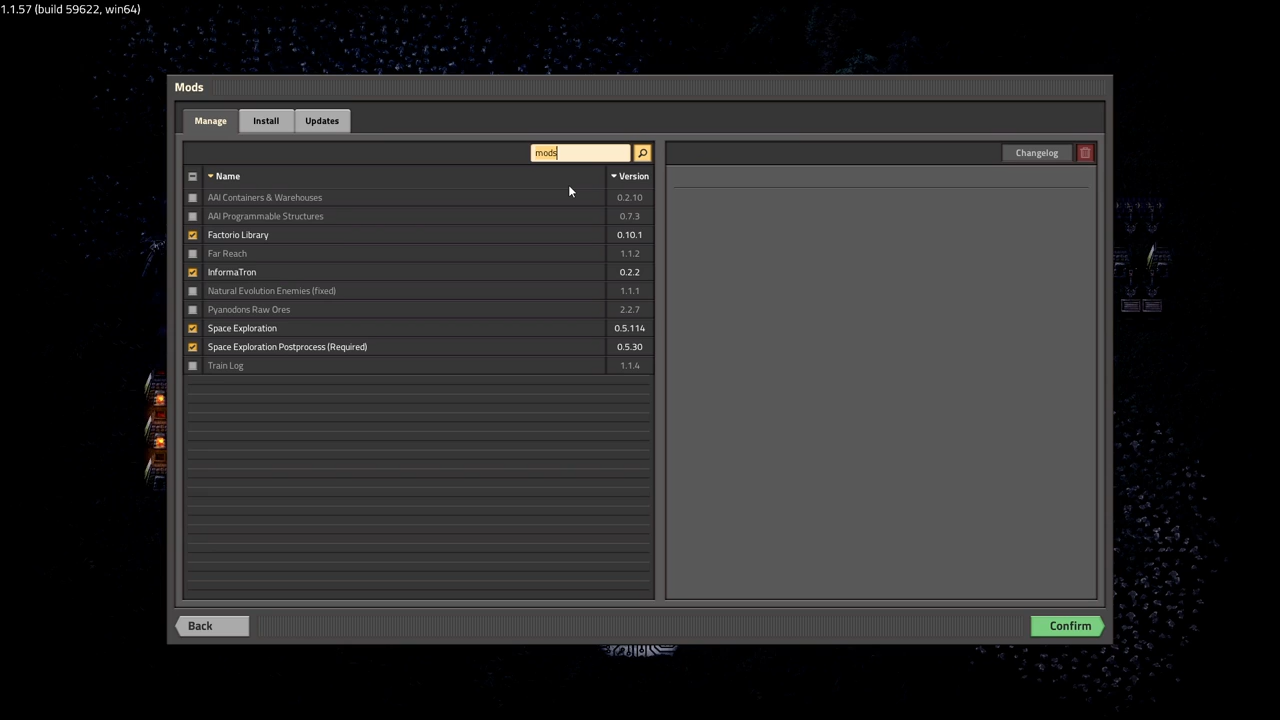 1.1.57 (build 59622, win64)
Mods
Manage Install Updates
mods
Changelog
Name Version
AAI Containers & Warehouses 0.2.10
AAI Programmable Structures 0.7.3
Factorio Library 0.10.1
Far Reach 1.1.2
InformaTron 0.2.2
Natural Evolution Enemies (fixed) 1.1.1
Pyanodons Raw Ores 2.2.7
Space Exploration 0.5.114
Space Exploration Postprocess (Required) 0.5.30
Train Log 1.1.4
Back Confirm